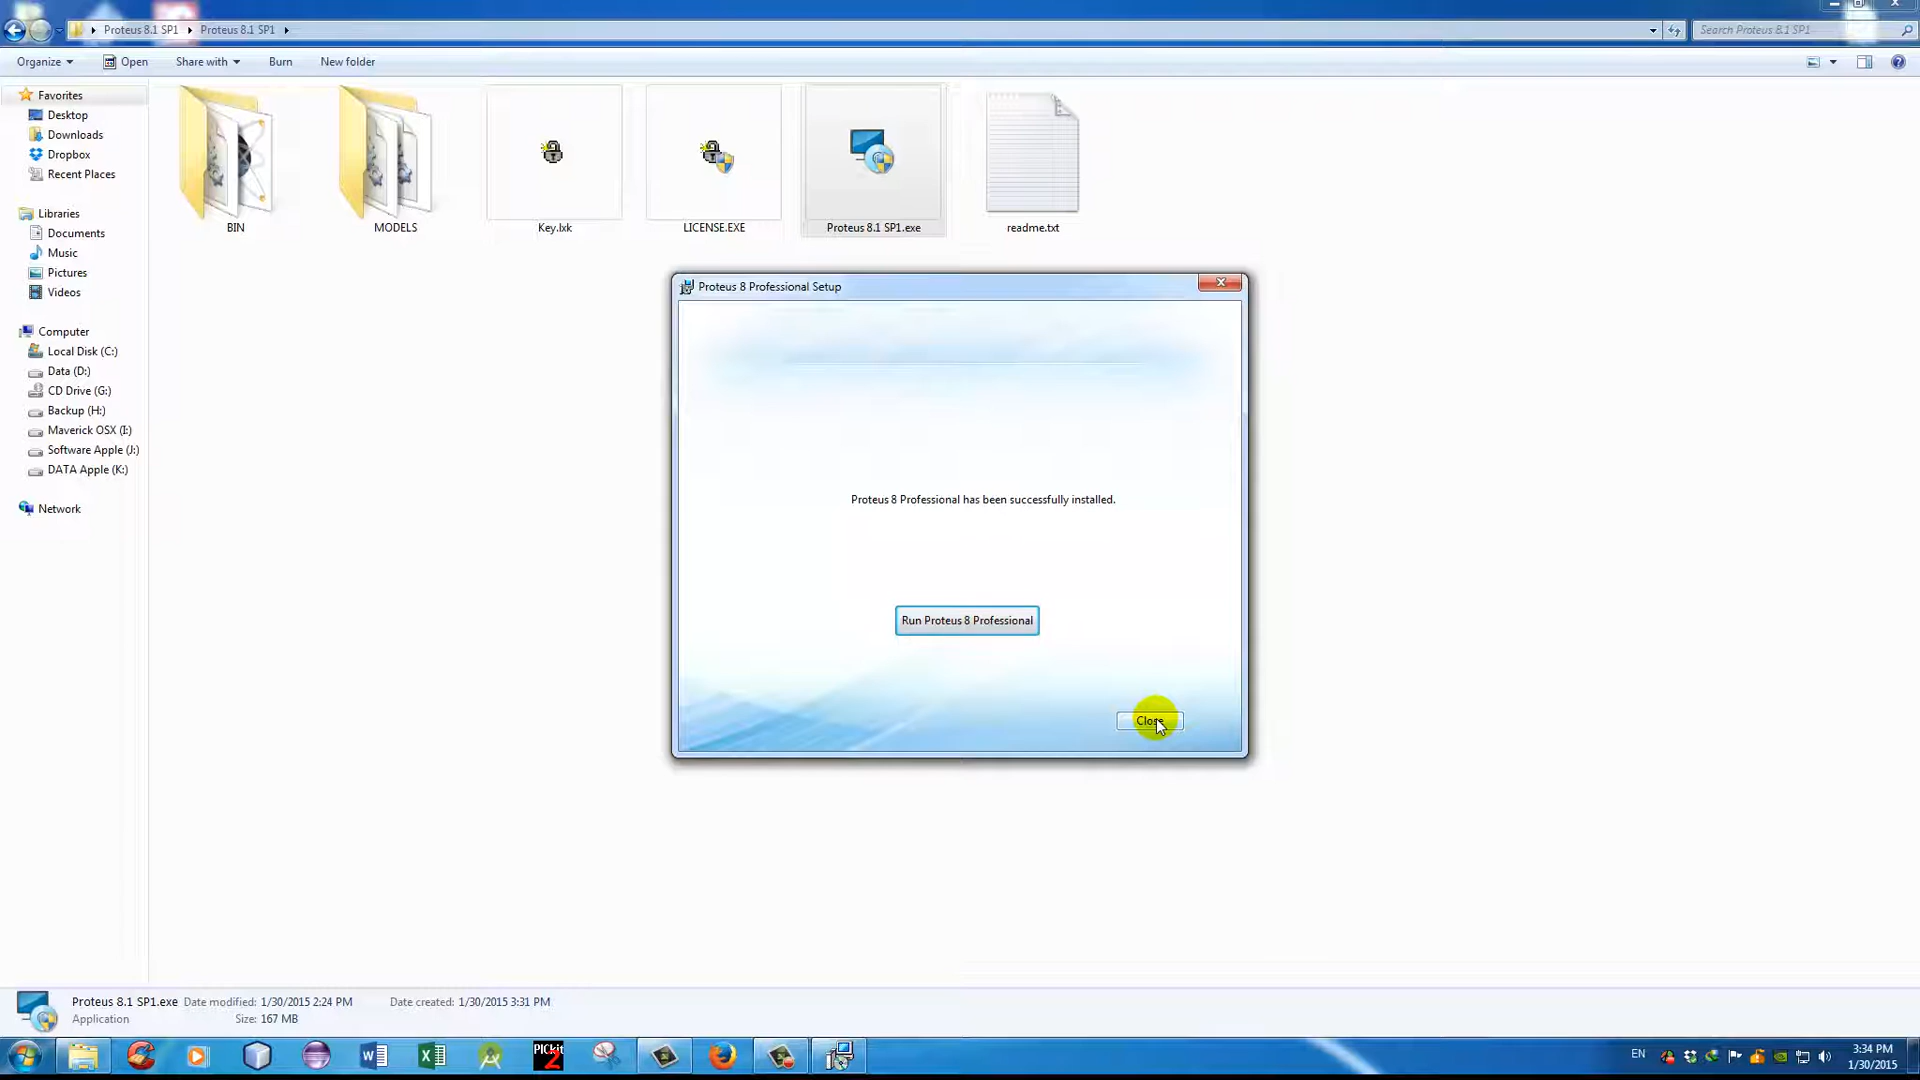 Proteus 8.1 SP1 Proteus 8.1 SP1
Search Proteus 8.1 SP1
Organize Open Share with Burn New folder
Favorites
Desktop
Downloads
Dropbox
Recent Places
Libraries
Documents
Music
Pictures
Videos
Computer
Local Disk (C:)
Data (D:)
CD Drive (G:)
Backup (H:)
Maverick OSX (I:)
Software Apple (J:)
DATA Apple (K:)
Network
BIN MODELS Key.lxk LICENSE.EXE Proteus 8.1 SP1.exe readme.txt
Proteus 8 Professional Setup
Proteus 8 Professional has been successfully installed.
Run Proteus 8 Professional
Close
Proteus 8.1 SP1.exe Date modified: 1/30/2015 2:24 PM Date created: 1/30/2015 3:31 PM
Application Size: 167 MB
PICkit
2
EN
3:34 PM
1/30/2015